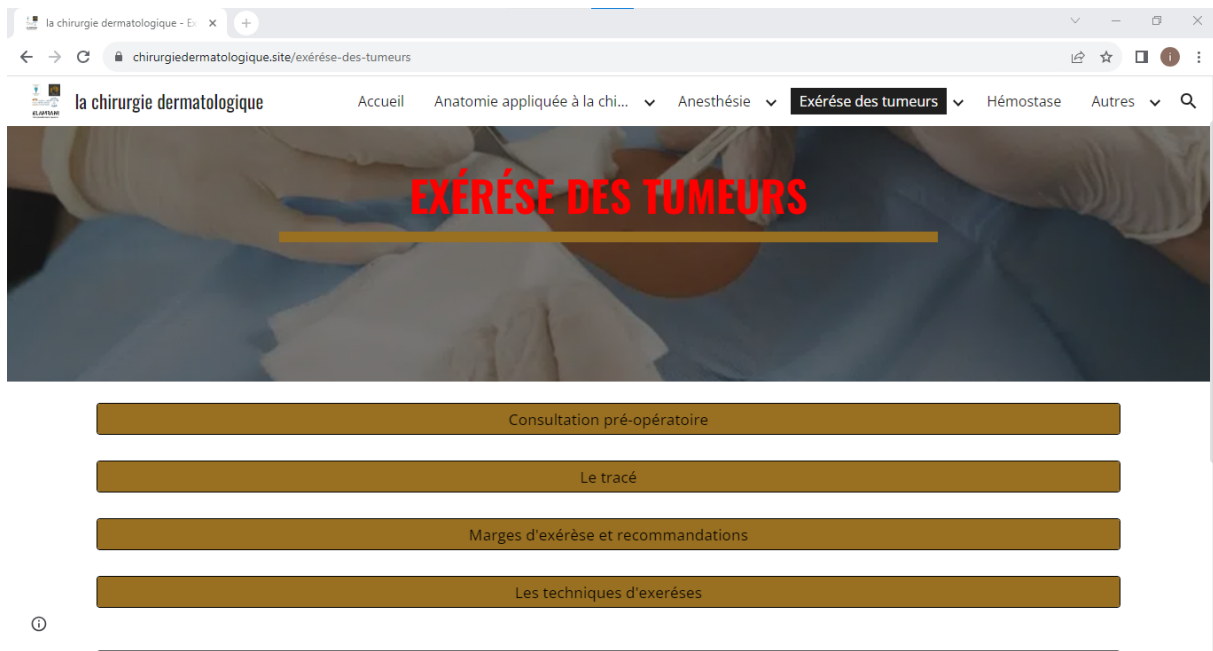 la chirurgie dermatologique - Ex
chirurgiedermatologique.site/exérése-des-tumeurs
la chirurgie dermatologique
Accueil Anatomie appliquée à la chi... Anesthésie Exérése des tumeurs Hémostase Autres
EXÉRÉSE DES TUMEURS
Consultation pré-opératoire
Le tracé
Marges d'exérèse et recommandations
Les techniques d'exeréses